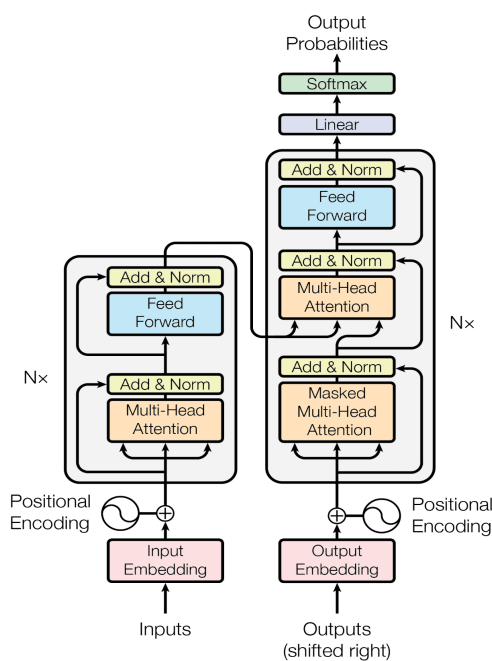 Output
Probabilities
Softmax
Linear
Add & Norm
Feed
Forward
Add & Norm
Multi-Head
Attention
Add & Norm
Masked
Multi-Head
Attention
N×
Add & Norm
Feed
Forward
N×
Add & Norm
Multi-Head
Attention
Positional
Encoding
Positional
Encoding
Input
Embedding
Output
Embedding
Inputs
Outputs
(shifted right)